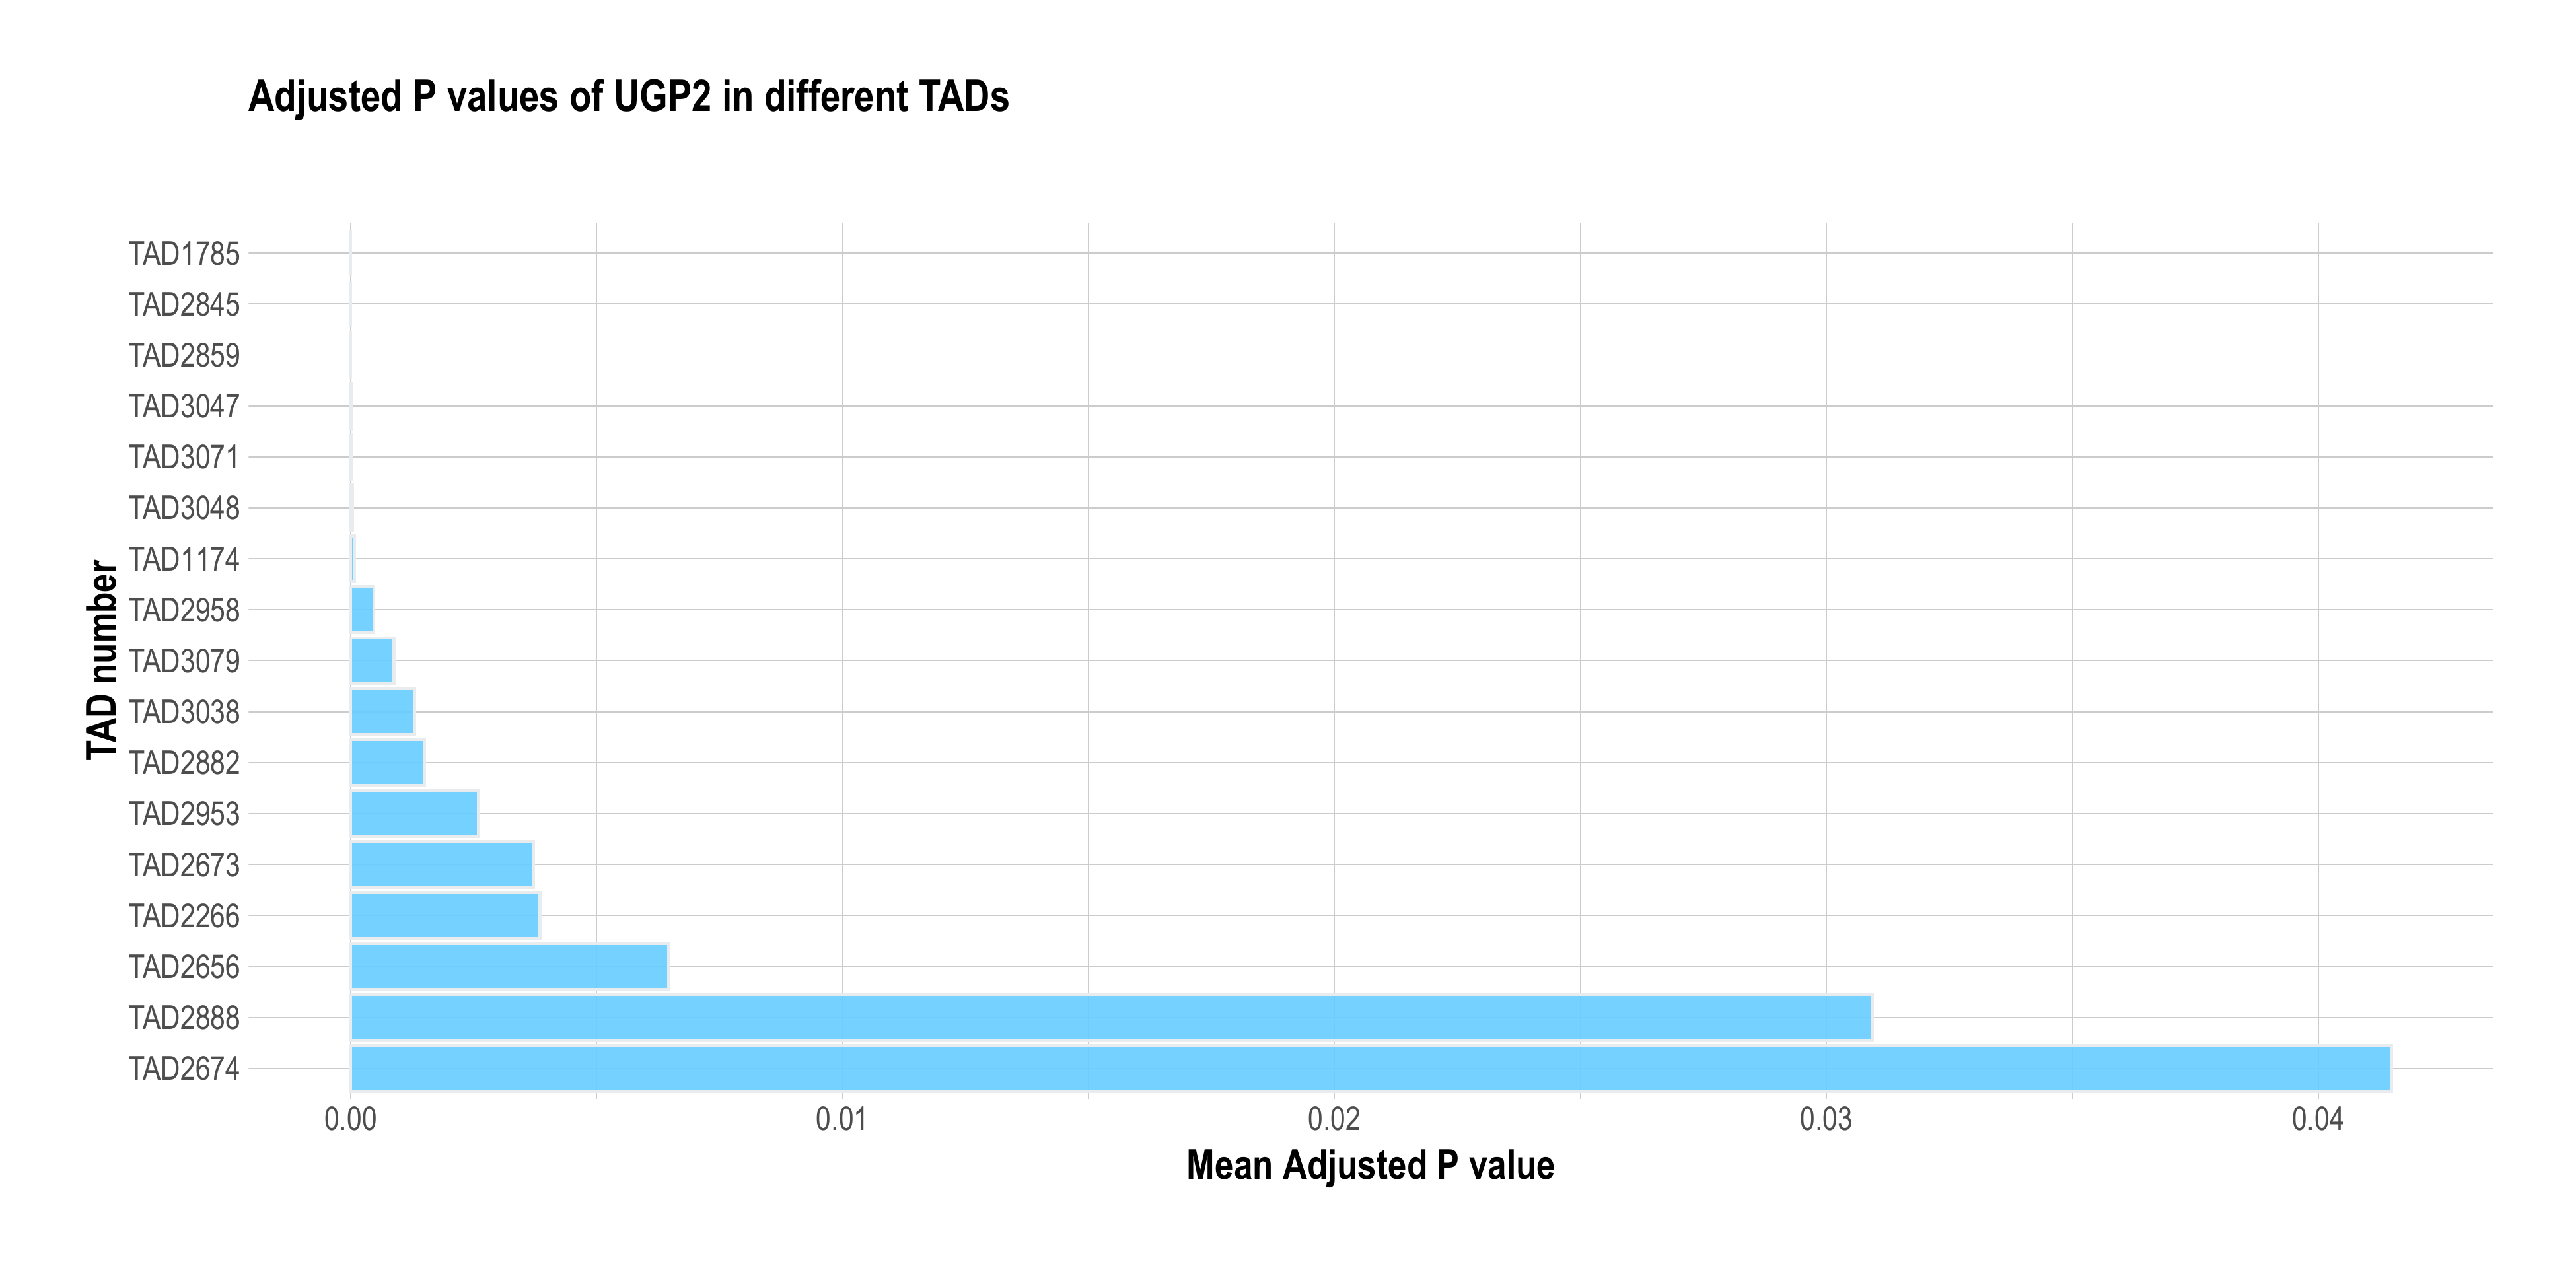 Adjusted P values of UGP2 in different TADs
TAD number
TAD1785
TAD2845
TAD2859
TAD3047
TAD3071
TAD3048
TAD1174
TAD2958
TAD3079
TAD3038
TAD2882
TAD2953
TAD2673
TAD2266
TAD2656
TAD2888
TAD2674
0.00 0.01 0.02 0.03 0.04
Mean Adjusted P value